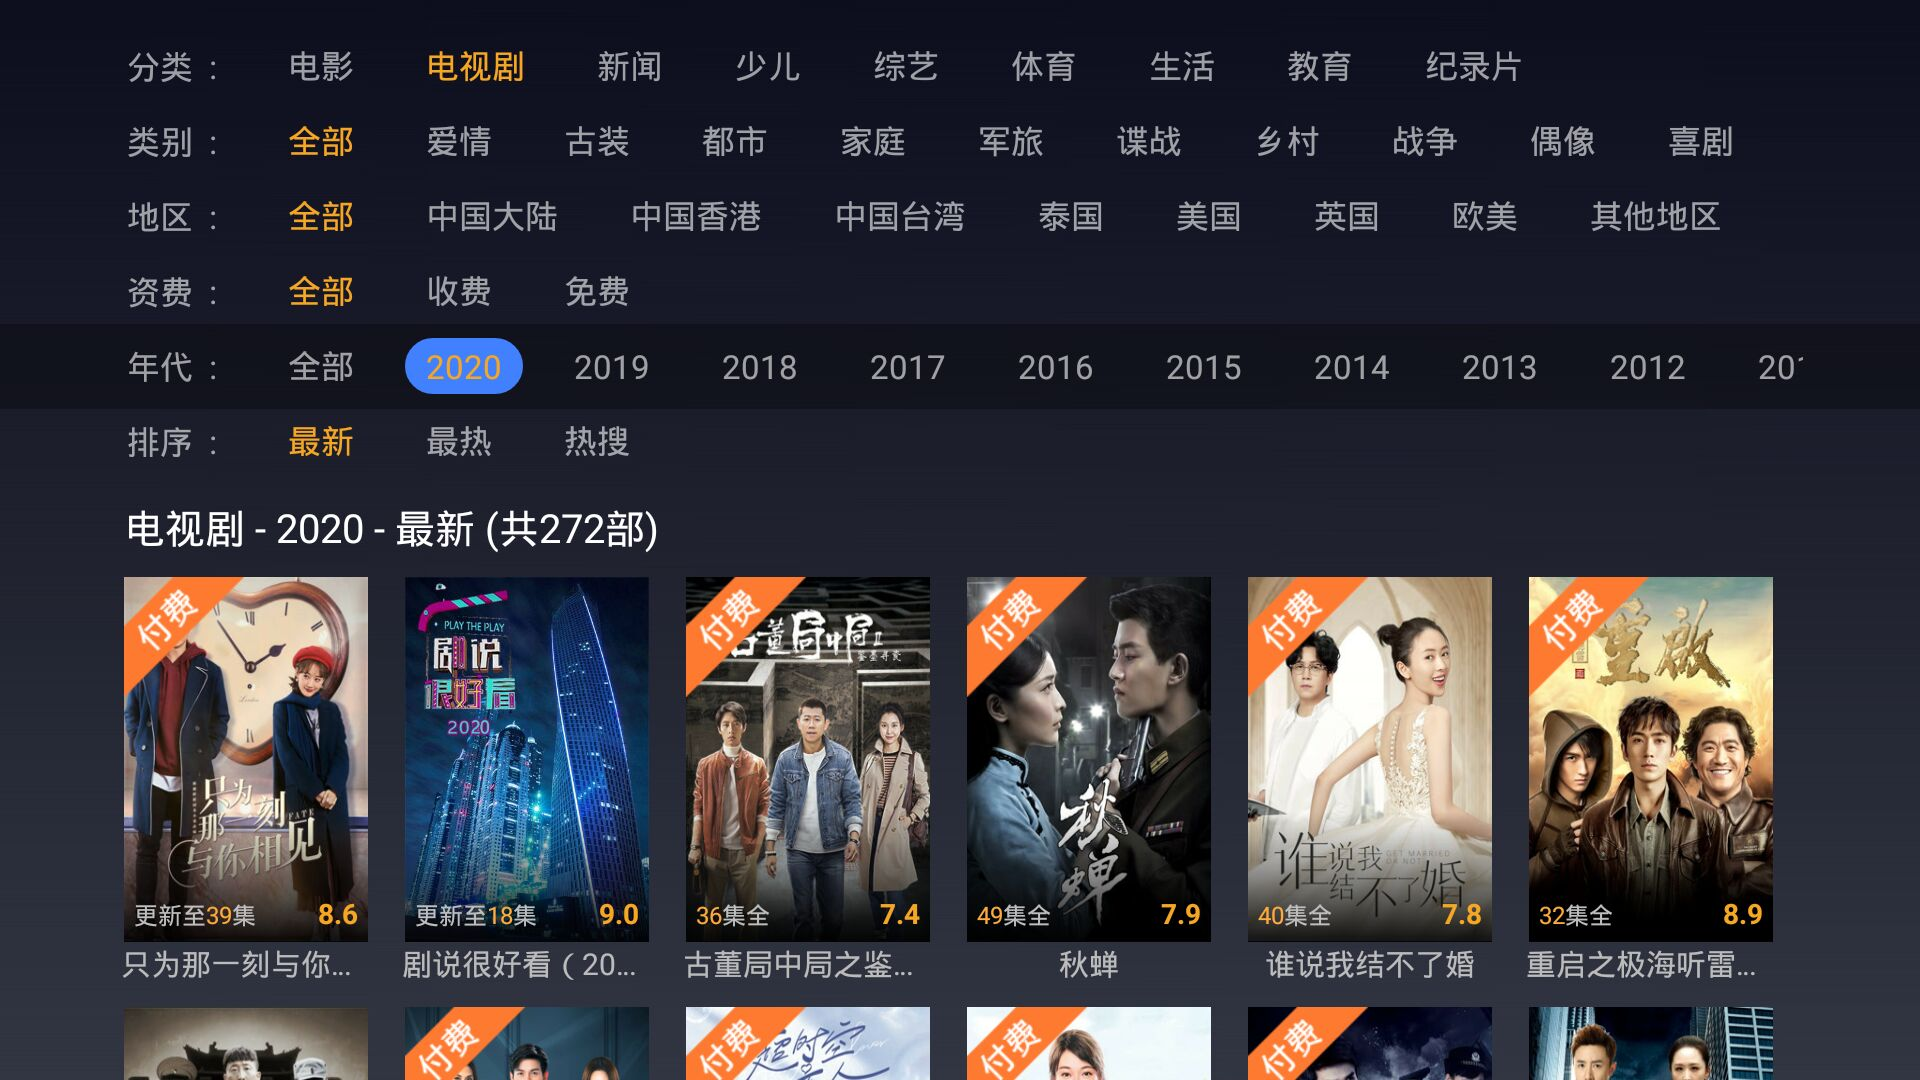 分类： 电影 电视剧 新闻 少儿 综艺 体育 生活 教育 纪录片
类别： 全部 爱情 古装 都市 家庭 军旅 谍战 乡村 战争 偶像 喜剧
地区： 全部 中国大陆 中国香港 中国台湾 泰国 美国 英国 欧美 其他地区
资费： 全部 收费 免费
年代： 全部 2020 2019 2018 2017 2016 2015 2014 2013 2012 201
排序： 最新 最热 热搜
电视剧 - 2020 - 最新 (共272部)
付费
只为
那一刻
FATE
与你相见
更新至39集 8.6
只为那一刻与你...
PLAY THE PLAY
剧说
很好看
2020
更新至18集 9.0
剧说很好看（20...
付费
古董局中局II
鉴墨寻瓷
36集全 7.4
古董局中局之鉴...
付费
秋蝉
49集全 7.9
秋蝉
付费
谁说我
结不了婚
GET MARRIED
OR NOT
40集全 7.8
谁说我结不了婚
付费
重啟
32集全 8.9
重启之极海听雷...
付费
付费
超时空
付费
付费